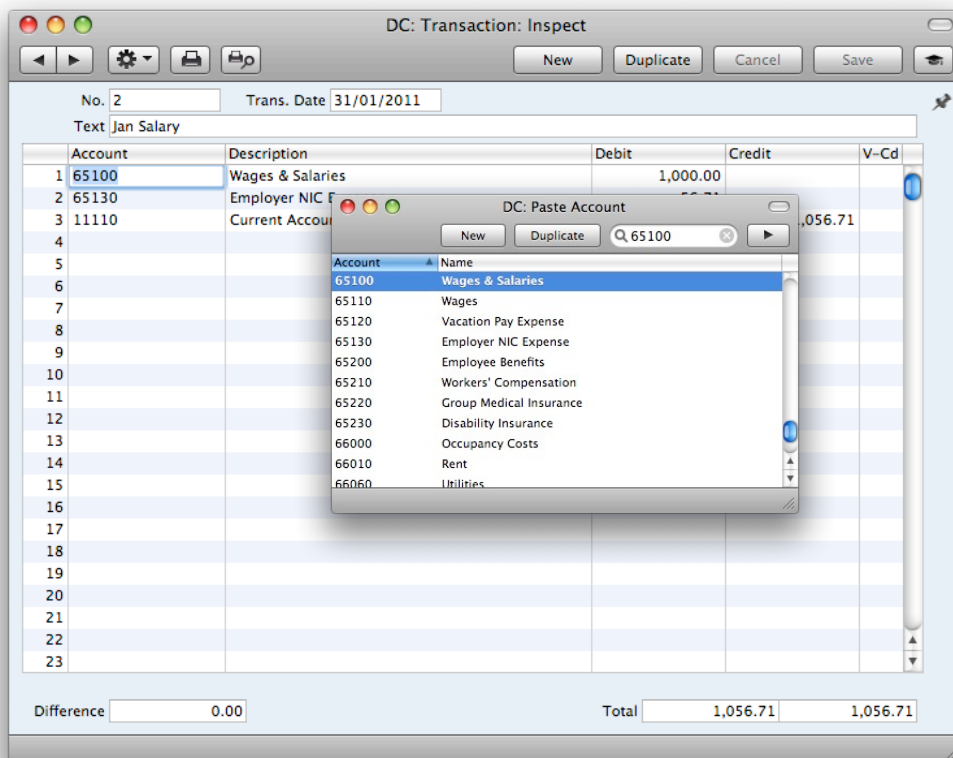 DC: Transaction: Inspect
New Duplicate Cancel Save
No. 2 Trans. Date 31/01/2011
Text Jan Salary
Account Description Debit Credit V-Cd
1 65100 Wages & Salaries 1,000.00
2 65130 Employer NIC
3 11110 Current Accou ,056.71
DC: Paste Account
New Duplicate 65100
Account Name
65100 Wages & Salaries
65110 Wages
65120 Vacation Pay Expense
65130 Employer NIC Expense
65200 Employee Benefits
65210 Workers' Compensation
65220 Group Medical Insurance
65230 Disability Insurance
66000 Occupancy Costs
66010 Rent
66060 Utilities
4
5
6
7
8
9
10
11
12
13
14
15
16
17
18
19
20
21
22
23
Difference 0.00 Total 1,056.71 1,056.71